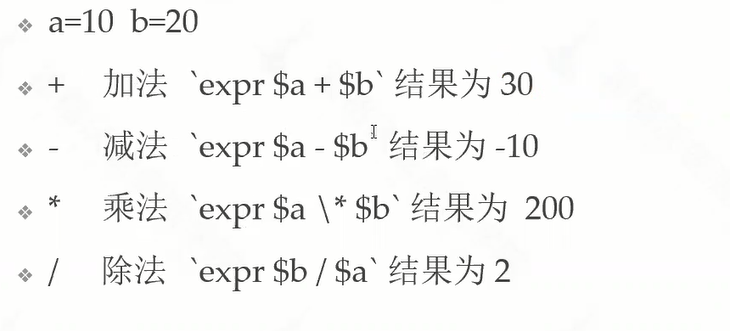 a=10 b=20
+ 加法 `expr $a + $b` 结果为 30
- 减法 `expr $a - $b` 结果为 -10
* 乘法 `expr $a \* $b` 结果为 200
/ 除法 `expr $b / $a` 结果为 2